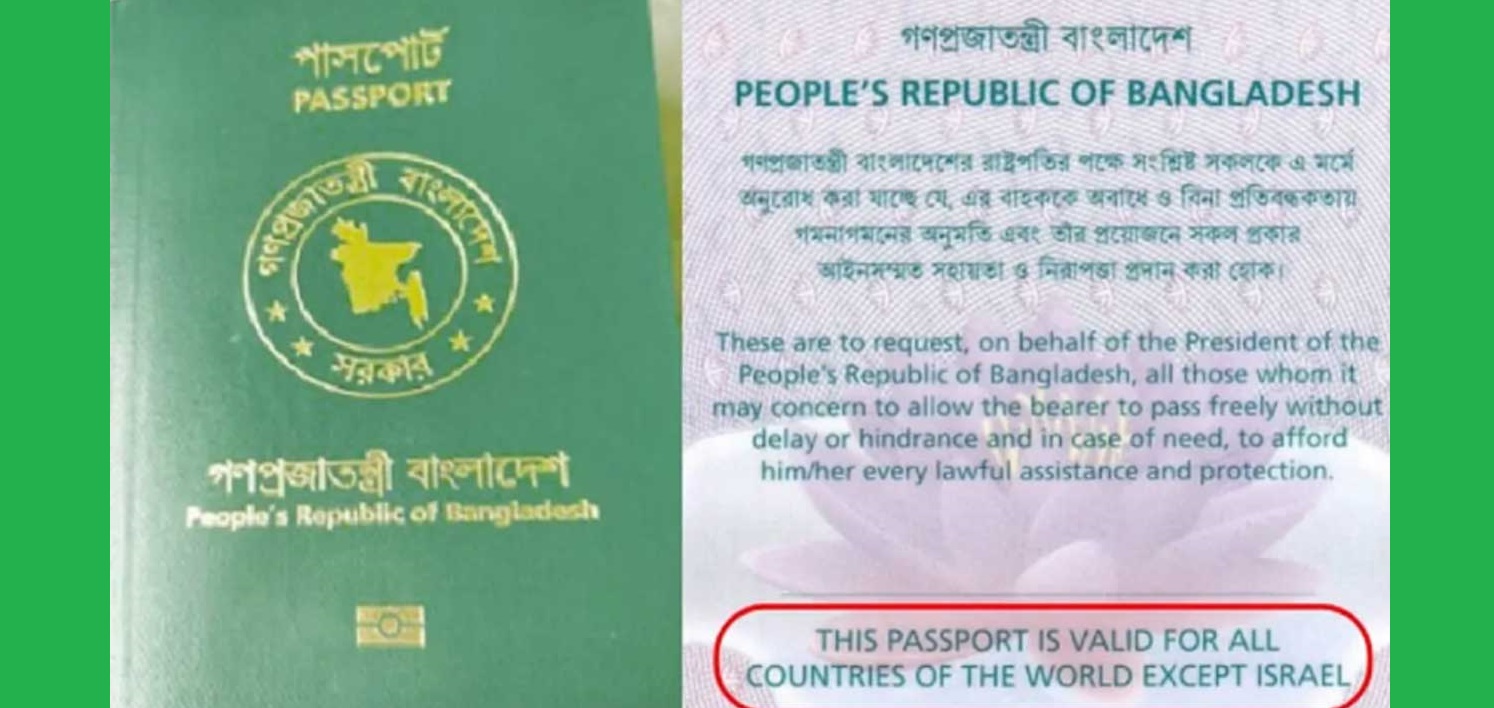 পাসপোর্ট
PASSPORT
গণপ্রজাতন্ত্রী বাংলাদেশ
সরকার
গণপ্রজাতন্ত্রী বাংলাদেশ
People's Republic of Bangladesh
গণপ্রজাতন্ত্রী বাংলাদেশ
PEOPLE'S REPUBLIC OF BANGLADESH
গণপ্রজাতন্ত্রী বাংলাদেশের রাষ্ট্রপতির পক্ষে সংশ্লিষ্ট সকলকে এ মর্মে
অনুরোধ করা যাচ্ছে যে, এর বাহককে অবাধে ও বিনা প্রতিবন্ধকতায়
গমনাগমনের অনুমতি এবং তাঁর প্রয়োজনে সকল প্রকার
আইনসম্মত সহায়তা ও নিরাপত্তা প্রদান করা হোক।
These are to request, on behalf of the President of the
People's Republic of Bangladesh, all those whom it
may concern to allow the bearer to pass freely without
delay or hindrance and in case of need, to afford
him/her every lawful assistance and protection.
THIS PASSPORT IS VALID FOR ALL
COUNTRIES OF THE WORLD EXCEPT ISRAEL